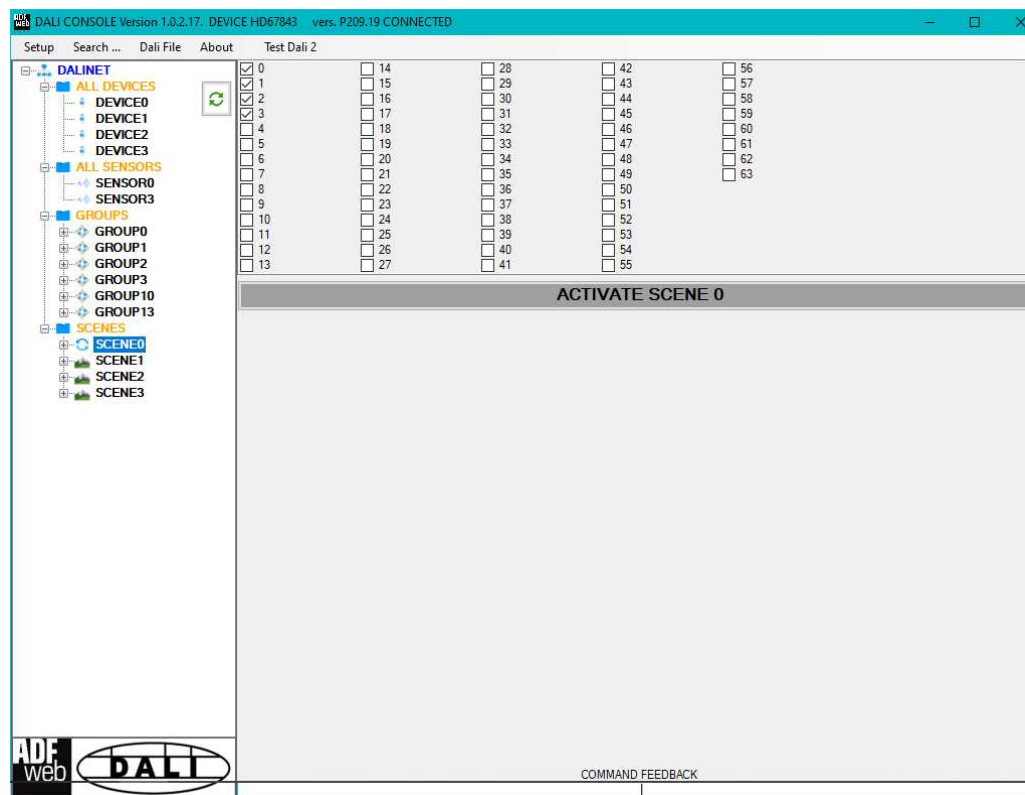 DALI CONSOLE Version 1.0.2.17. DEVICE HD67843 vers. P209.19 CONNECTED
Setup Search ... Dali File About Test Dali 2
DALINET
ALL DEVICES
DEVICE0
DEVICE1
DEVICE2
DEVICE3
ALL SENSORS
SENSOR0
SENSOR3
GROUPS
GROUP0
GROUP1
GROUP2
GROUP3
GROUP10
GROUP13
SCENES
SCENE0
SCENE1
SCENE2
SCENE3
0 14 28 42 56
1 15 29 43 57
2 16 30 44 58
3 17 31 45 59
4 18 32 46 60
5 19 33 47 61
6 20 34 48 62
7 21 35 49 63
8 22 36 50
9 23 37 51
10 24 38 52
11 25 39 53
12 26 40 54
13 27 41 55
ACTIVATE SCENE 0
ADF
web
DALI
COMMAND FEEDBACK